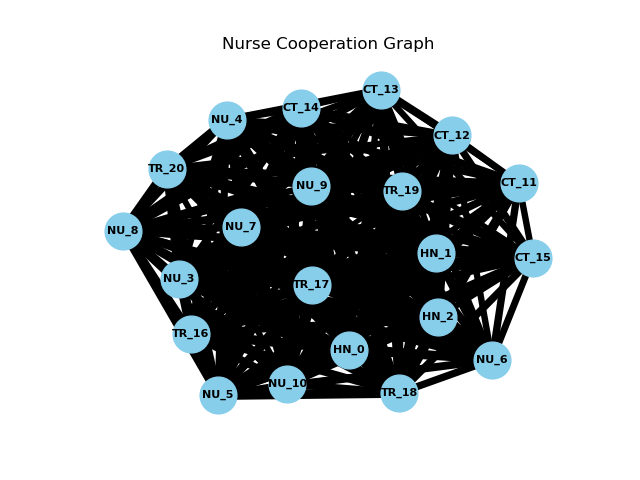 Nurse Cooperation Graph
CT_13
CT_14
NU_4
CT_12
TR_20
CT_11
NU_9
TR_19
NU_7
NU_8
HN_1
CT_15
NU_3
TR_17
HN_2
TR_16
HN_0
NU_6
NU_10
TR_18
NU_5